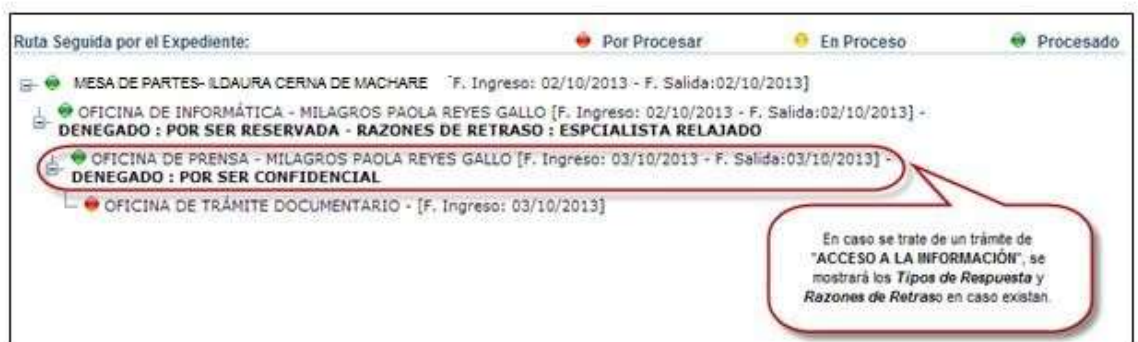 Ruta Seguida por el Expediente: Por Procesar En Proceso Procesado
MESA DE PARTES- ILDAURA CERNA DE MACHARE [F. Ingreso: 02/10/2013 - F. Salida:02/10/2013]
OFICINA DE INFORMÁTICA - MILAGROS PAOLA REYES GALLO [F. Ingreso: 02/10/2013 - F. Salida:02/10/2013] -
DENEGADO : POR SER RESERVADA - RAZONES DE RETRASO : ESPCIALISTA RELAJADO
OFICINA DE PRENSA - MILAGROS PAOLA REYES GALLO [F. Ingreso: 03/10/2013 - F. Salida:03/10/2013] -
DENEGADO : POR SER CONFIDENCIAL
OFICINA DE TRÁMITE DOCUMENTARIO - [F. Ingreso: 03/10/2013]
En caso se trate de un trámite de
"ACCESO A LA INFORMACIÓN", se
mostrará los Tipos de Respuesta y
Razones de Retraso en caso existan.